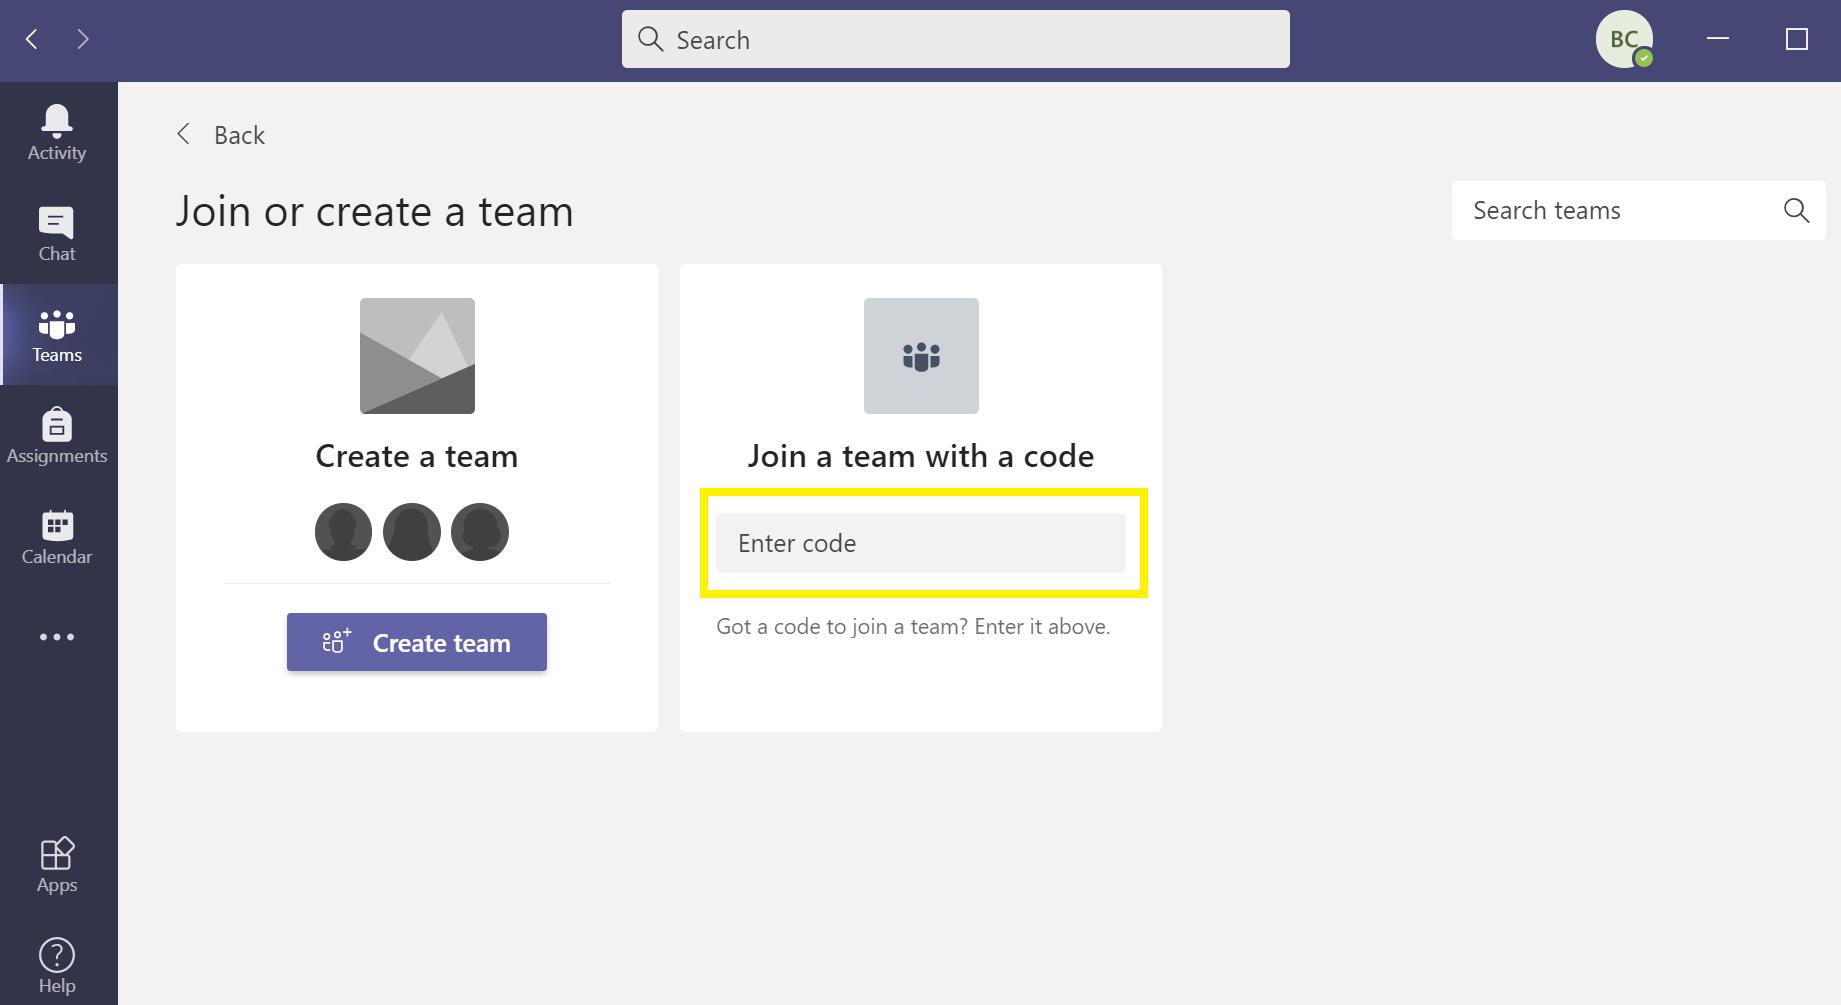 Search
BC
Activity
Chat
Teams
Assignments
Calendar
Apps
Help
Back
Join or create a team
Search teams
Create a team
Create team
Join a team with a code
Enter code
Got a code to join a team? Enter it above.